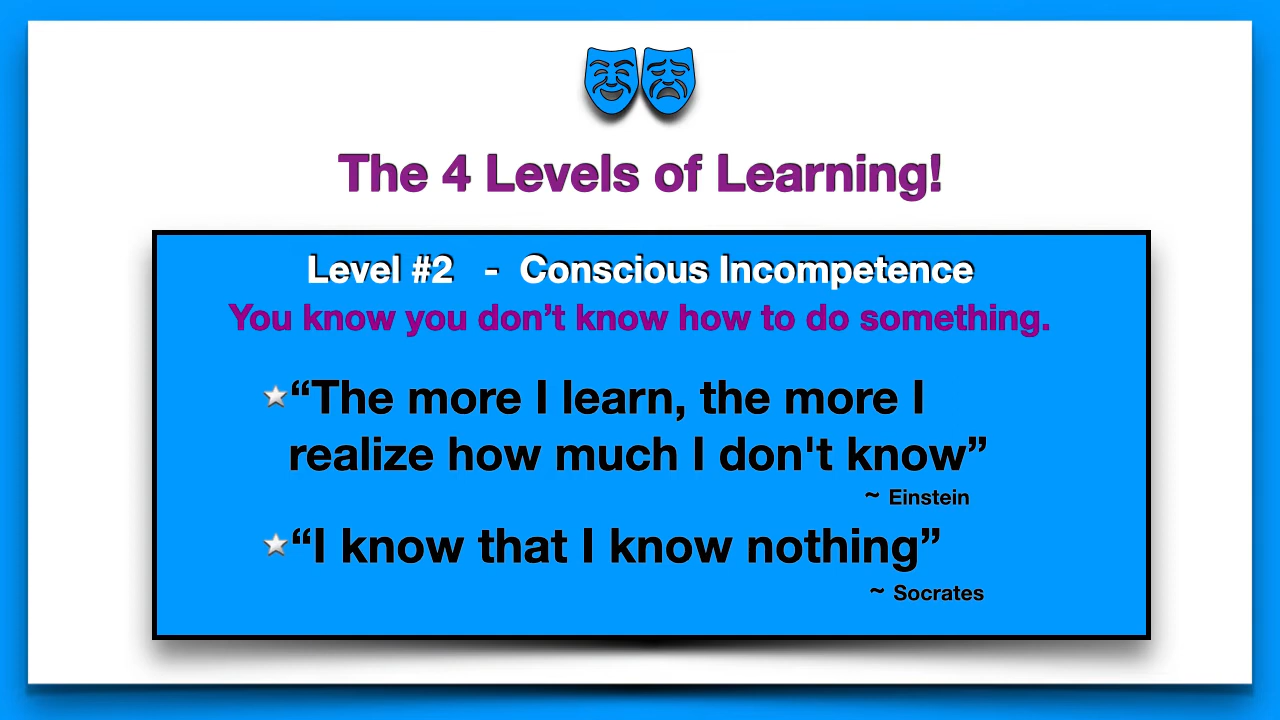 The 4 Levels of Learning!
Level #2 - Conscious Incompetence
You know you don’t know how to do something.
“The more I learn, the more I
realize how much I don't know”
~ Einstein
“I know that I know nothing”
~ Socrates